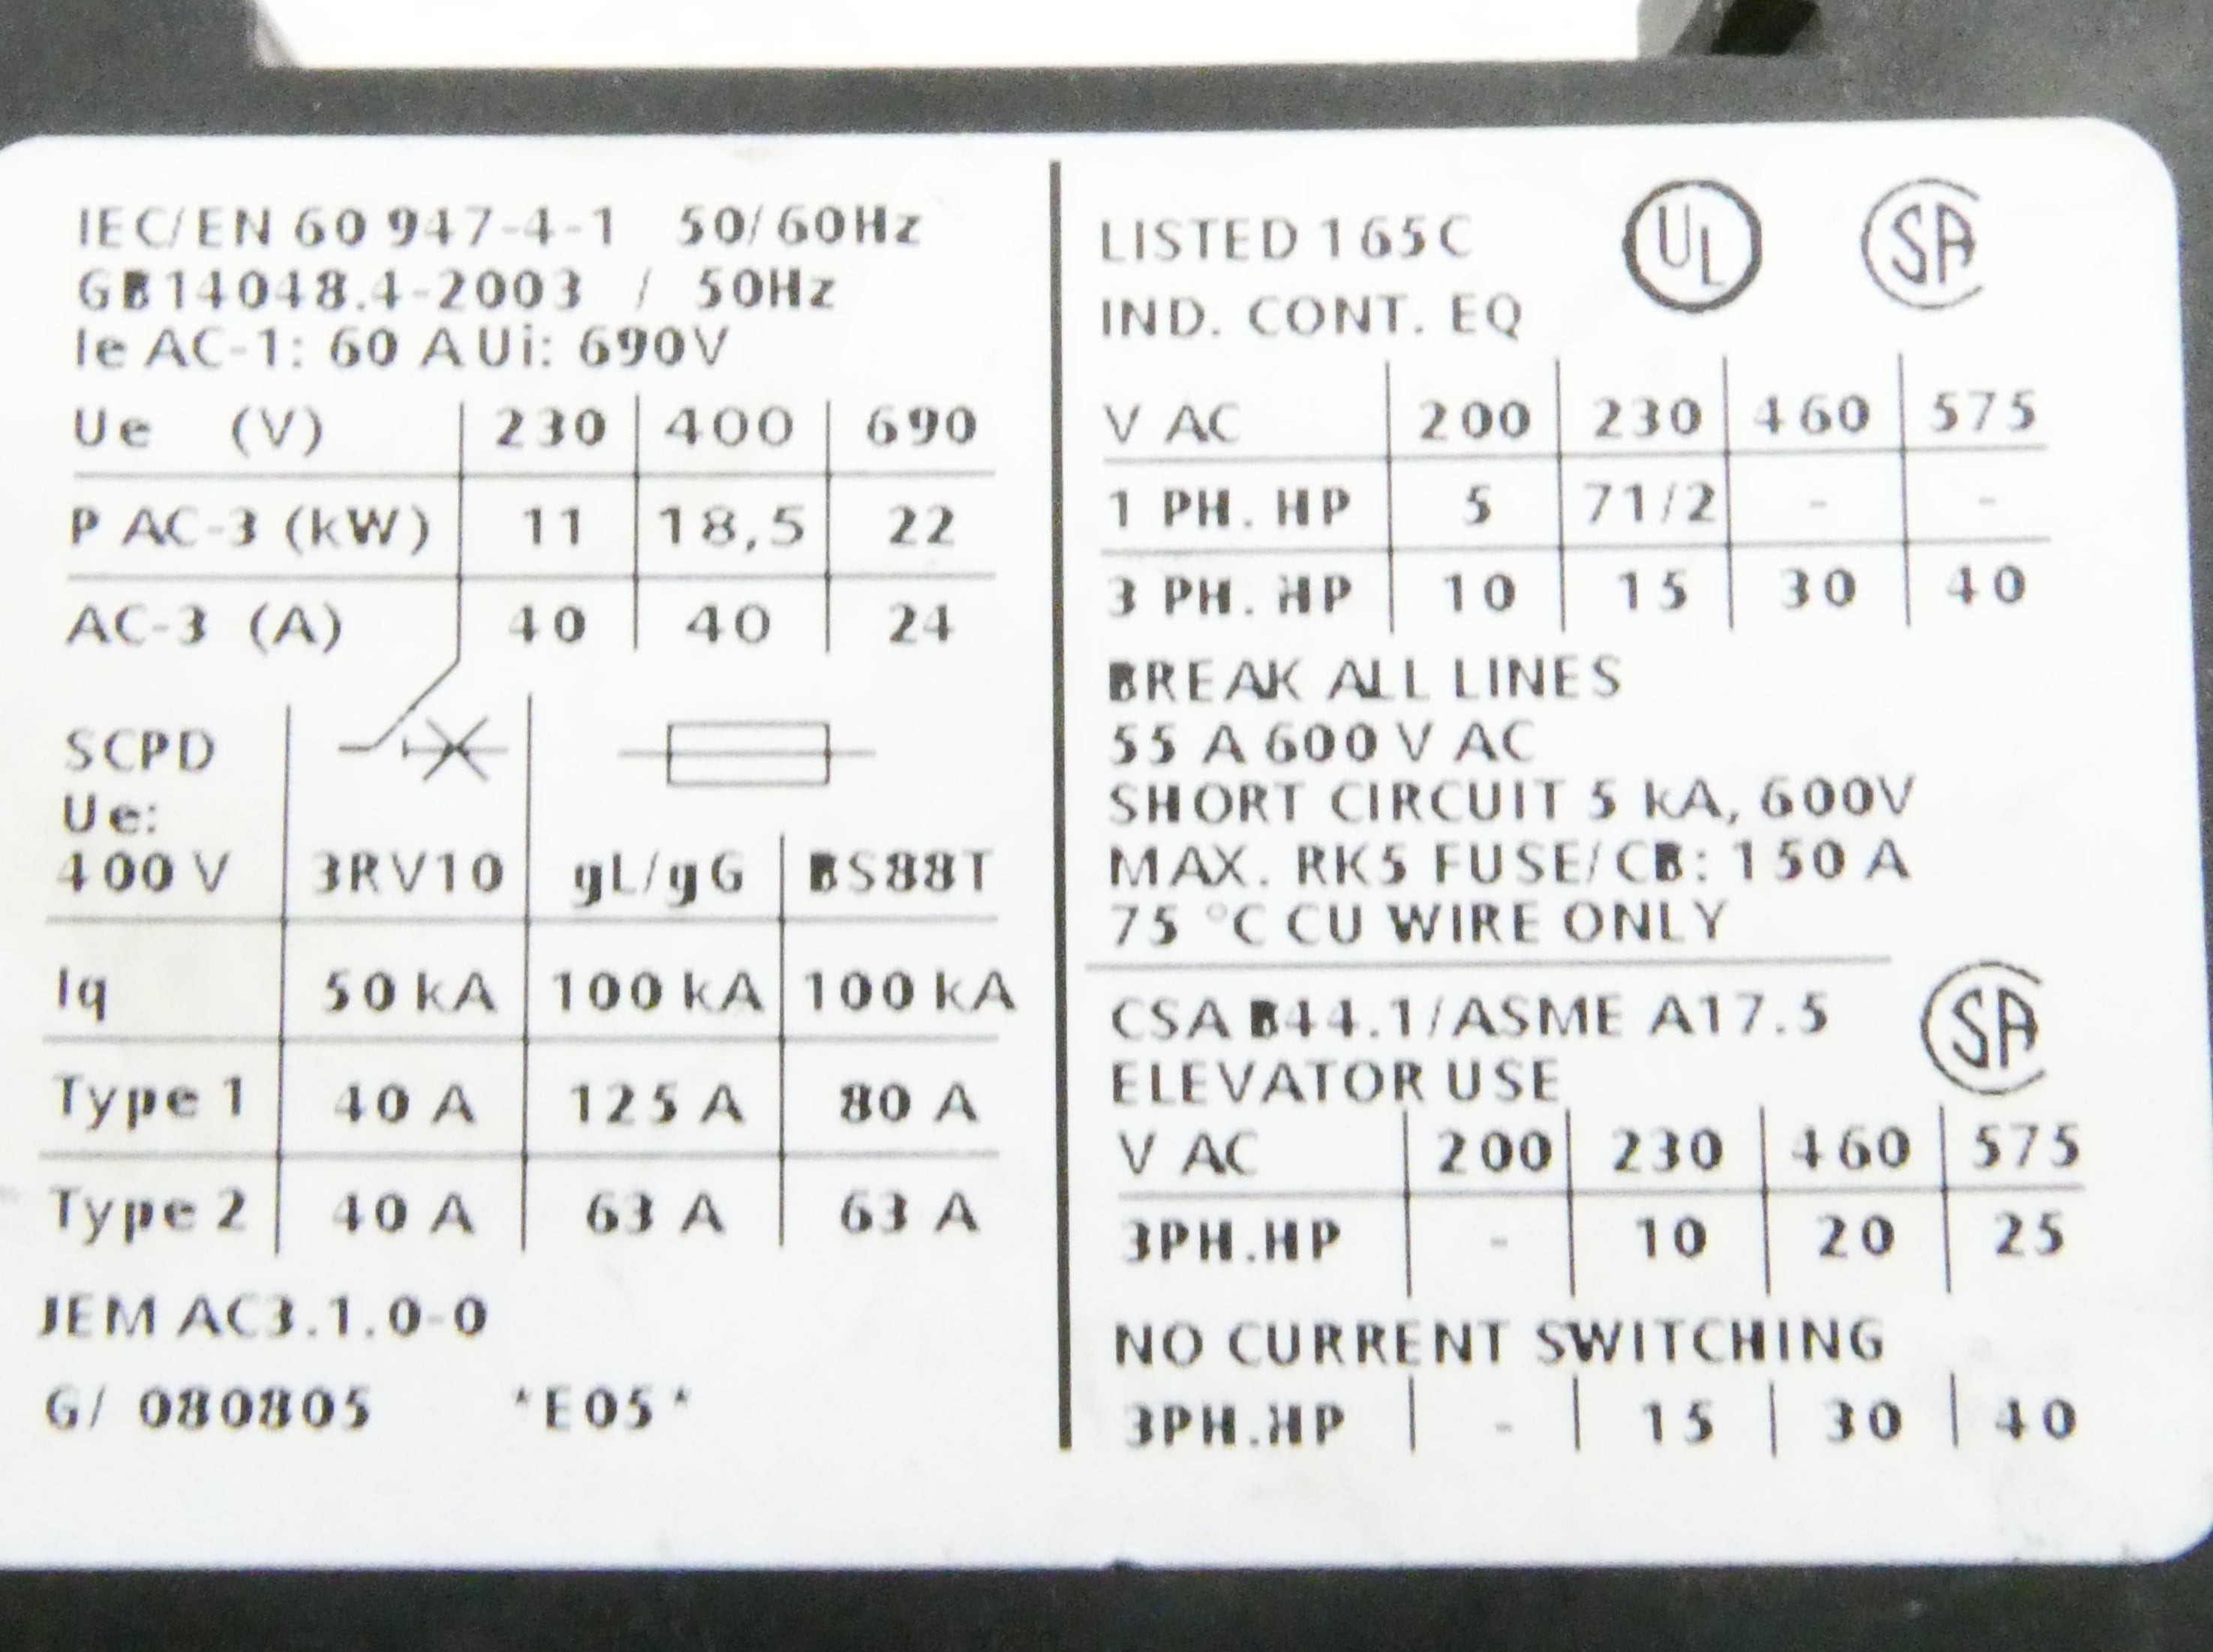 IEC/EN 60 947-4-1 50/60Hz
GB14048.4-2003 / 50Hz
Ie AC-1: 60 A Ui: 690V
Ue (V) 230 400 690
P AC-3 (kW) 11 18,5 22
AC-3 (A) 40 40 24
SCPD
Ue:
400 V 3RV10 gL/gG BS88T
Iq 50 kA 100 kA 100 kA
Type 1 40 A 125 A 80 A
Type 2 40 A 63 A 63 A
JEM AC3.1.0-0
G/ 080805 *E05*
LISTED 165C UL SA
IND. CONT. EQ
V AC 200 230 460 575
1 PH. HP 5 71/2 - -
3 PH. HP 10 15 30 40
BREAK ALL LINES
55 A 600 V AC
SHORT CIRCUIT 5 kA, 600V
MAX. RK5 FUSE/CB: 150 A
75 °C CU WIRE ONLY
CSA B44.1/ASME A17.5 SA
ELEVATOR USE
V AC 200 230 460 575
3PH.HP - 10 20 25
NO CURRENT SWITCHING
3PH.HP - 15 30 40